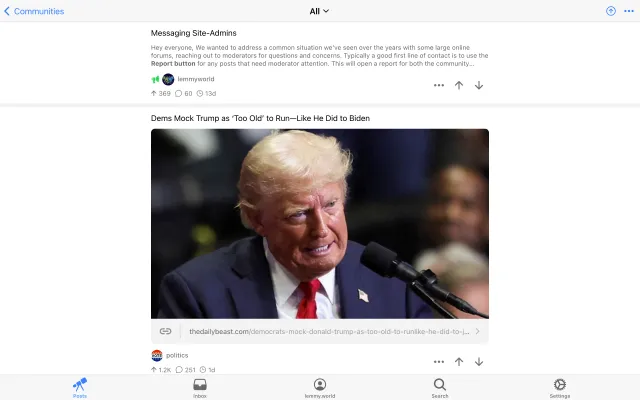 Communities
All
Messaging Site-Admins
Hey everyone, We wanted to address a common situation we've seen over the years with some large online
forums, reaching out to moderators for questions and concerns. Typically a good first line of contact is to use the
Report button for any posts that need moderator attention. This will open a report for both the community...
lemmyworld
369 60 13d
Dems Mock Trump as ‘Too Old’ to Run—Like He Did to Biden
thedailybeast.com/democrats-mock-donald-trump-as-too-old-to-runlike-he-did-to-j...
politics
1.2K 251 1d
Posts
Inbox
lemmy.world
Search
Settings